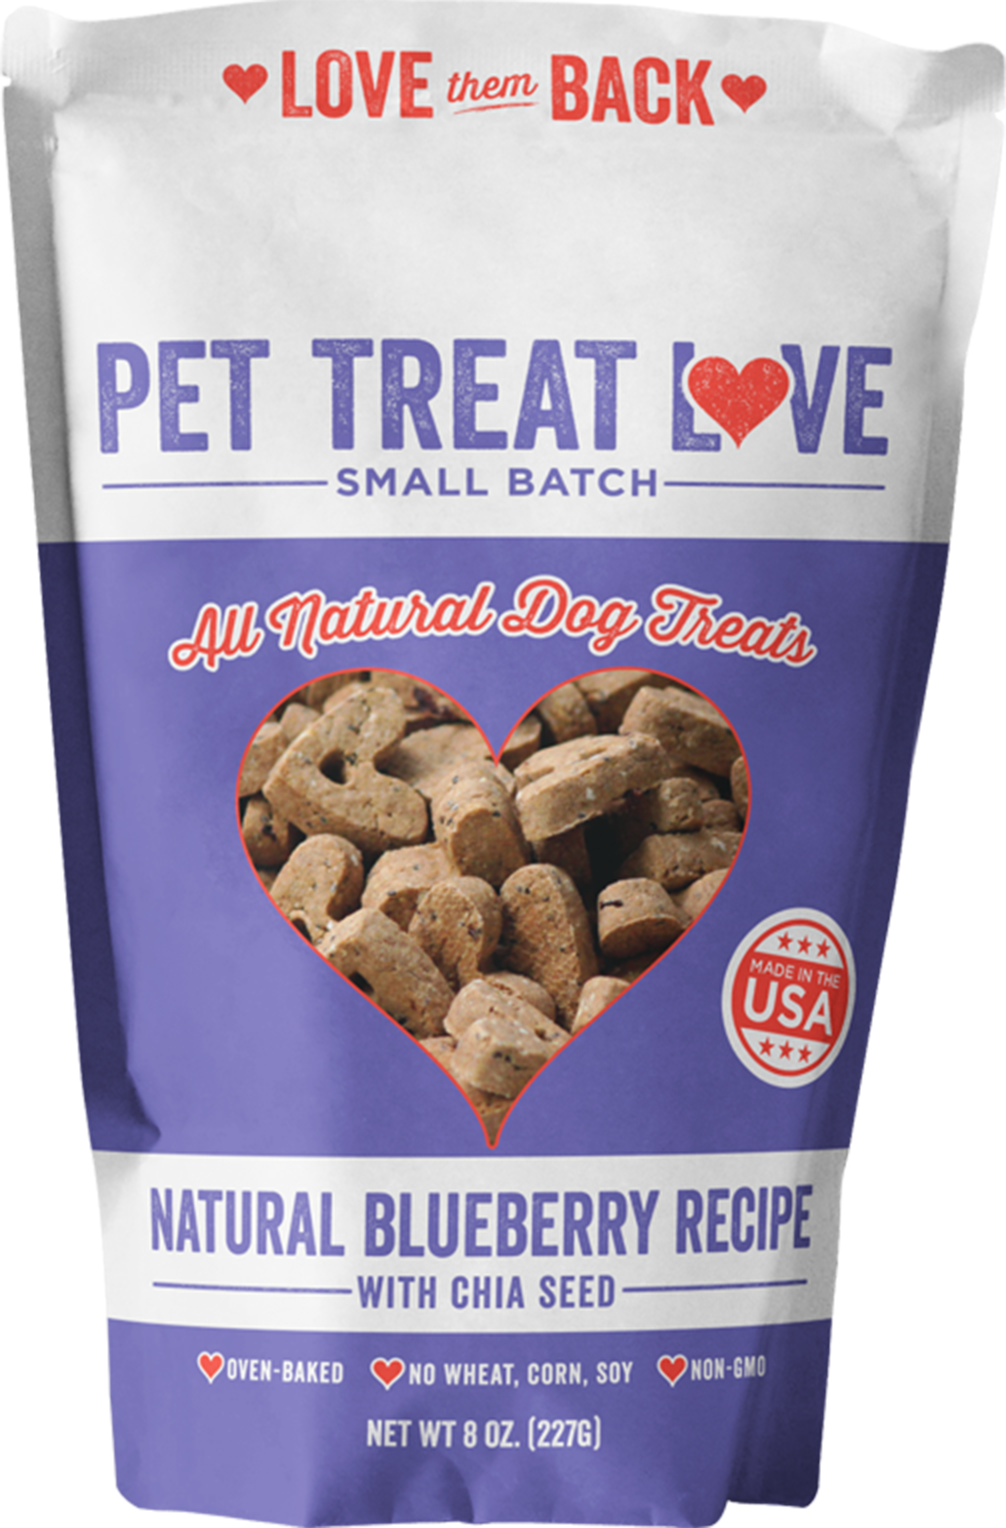 LOVE them BACK
PET TREAT LOVE
SMALL BATCH
All Natural Dog Treats
MADE IN THE
USA
NATURAL BLUEBERRY RECIPE
WITH CHIA SEED
OVEN-BAKED NO WHEAT, CORN, SOY NON-GMO
NET WT 8 OZ. (227G)